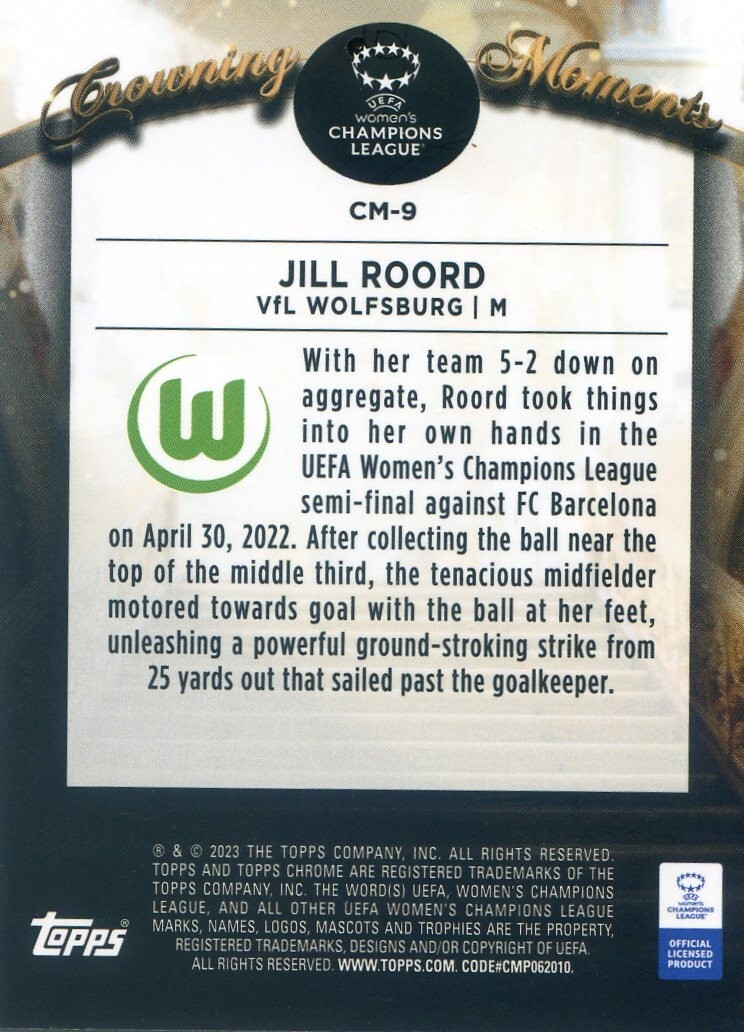 Crowning Moments
UEFA
women's
CHAMPIONS
LEAGUE
CM-9
JILL ROORD
VfL WOLFSBURG | M
W
With her team 5-2 down on
aggregate, Roord took things
into her own hands in the
UEFA Women's Champions League
semi-final against FC Barcelona
on April 30, 2022. After collecting the ball near the
top of the middle third, the tenacious midfielder
motored towards goal with the ball at her feet,
unleashing a powerful ground-stroking strike from
25 yards out that sailed past the goalkeeper.
® & © 2023 THE TOPPS COMPANY, INC. ALL RIGHTS RESERVED.
TOPPS AND TOPPS CHROME ARE REGISTERED TRADEMARKS OF THE
TOPPS COMPANY, INC. THE WORD(S) UEFA, WOMEN'S CHAMPIONS
LEAGUE, AND ALL OTHER UEFA WOMEN'S CHAMPIONS LEAGUE
MARKS, NAMES, LOGOS, MASCOTS AND TROPHIES ARE THE PROPERTY,
REGISTERED TRADEMARKS, DESIGNS AND/OR COPYRIGHT OF UEFA.
ALL RIGHTS RESERVED. WWW.TOPPS.COM. CODE#CMP062010.
Topps®
UEFA
women's
CHAMPIONS
LEAGUE
OFFICIAL
LICENSED
PRODUCT